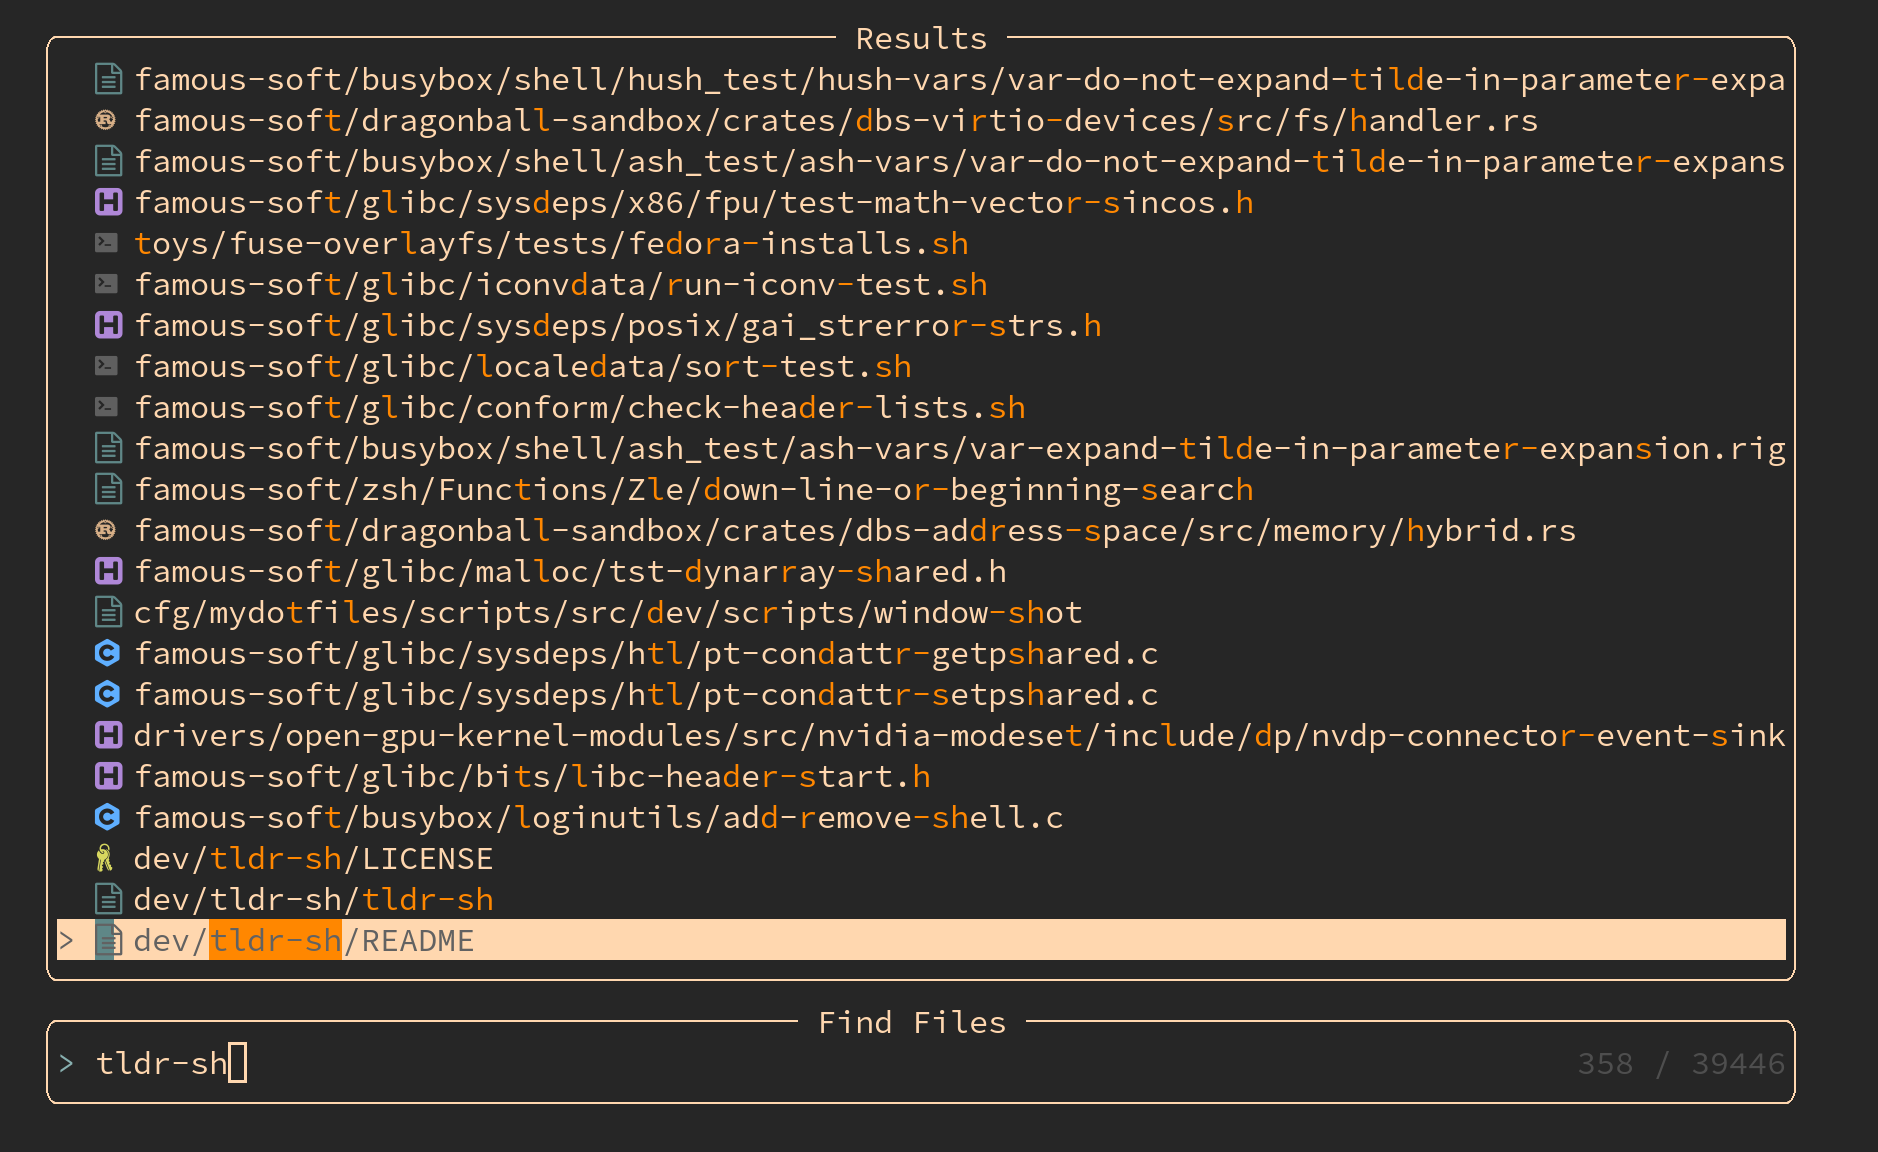 Results
famous-soft/busybox/shell/hush_test/hush-vars/var-do-not-expand-tilde-in-parameter-expa
famous-soft/dragonball-sandbox/crates/dbs-virtio-devices/src/fs/handler.rs
famous-soft/busybox/shell/ash_test/ash-vars/var-do-not-expand-tilde-in-parameter-expans
famous-soft/glibc/sysdeps/x86/fpu/test-math-vector-sincos.h
toys/fuse-overlayfs/tests/fedora-installs.sh
famous-soft/glibc/iconvdata/run-iconv-test.sh
famous-soft/glibc/sysdeps/posix/gai_strerror-strs.h
famous-soft/glibc/localedata/sort-test.sh
famous-soft/glibc/conform/check-header-lists.sh
famous-soft/busybox/shell/ash_test/ash-vars/var-expand-tilde-in-parameter-expansion.rig
famous-soft/zsh/Functions/Zle/down-line-or-beginning-search
famous-soft/dragonball-sandbox/crates/dbs-address-space/src/memory/hybrid.rs
famous-soft/glibc/malloc/tst-dynarray-shared.h
cfg/mydotfiles/scripts/src/dev/scripts/window-shot
famous-soft/glibc/sysdeps/htl/pt-condattr-getpshared.c
famous-soft/glibc/sysdeps/htl/pt-condattr-setpshared.c
drivers/open-gpu-kernel-modules/src/nvidia-modeset/include/dp/nvdp-connector-event-sink
famous-soft/glibc/bits/libc-header-start.h
famous-soft/busybox/loginutils/add-remove-shell.c
dev/tldr-sh/LICENSE
dev/tldr-sh/tldr-sh
> dev/tldr-sh/README
Find Files
> tldr-sh 358 / 39446